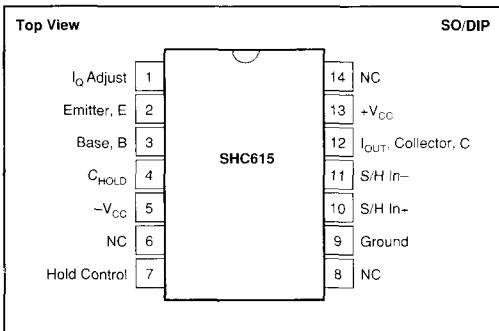 Top View SO/DIP
I_Q Adjust 1 14 NC
Emitter, E 2 13 +V_CC
Base, B 3 12 I_OUT, Collector, C
C_HOLD 4 11 S/H In–
–V_CC 5 10 S/H In+
NC 6 9 Ground
Hold Control 7 8 NC
SHC615